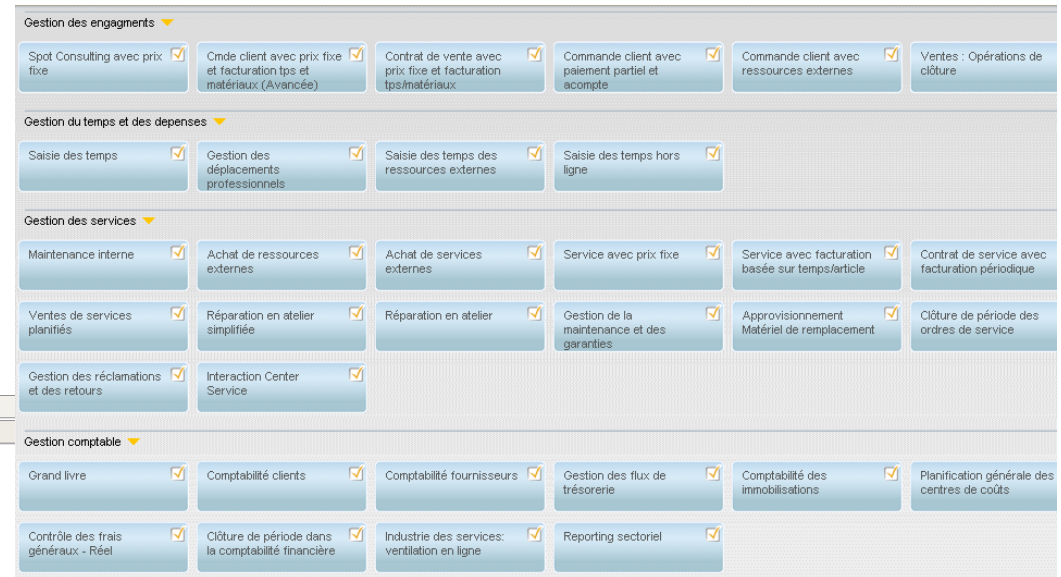 Gestion des engagments
Spot Consulting avec prix
fixe
Cmde client avec prix fixe
et facturation tps et
matériaux (Avancée)
Contrat de vente avec
prix fixe et facturation
tps/matériaux
Commande client avec
paiement partiel et
acompte
Commande client avec
ressources externes
Ventes : Opérations de
clôture
Gestion du temps et des depenses
Saisie des temps
Gestion des
déplacements
professionnels
Saisie des temps des
ressources externes
Saisie des temps hors
ligne
Gestion des services
Maintenance interne
Achat de ressources
externes
Achat de services
externes
Service avec prix fixe
Service avec facturation
basée sur temps/article
Contrat de service avec
facturation périodique
Ventes de services
planifiés
Réparation en atelier
simplifiée
Réparation en atelier
Gestion de la
maintenance et des
garanties
Approvisionnement
Matériel de remplacement
Clôture de période des
ordres de service
Gestion des réclamations
et des retours
Interaction Center
Service
Gestion comptable
Grand livre
Comptabilité clients
Comptabilité fournisseurs
Gestion des flux de
trésorerie
Comptabilité des
immobilisations
Planification générale des
centres de coûts
Contrôle des frais
généraux - Réel
Clôture de période dans
la comptabilité financière
Industrie des services:
ventilation en ligne
Reporting sectoriel